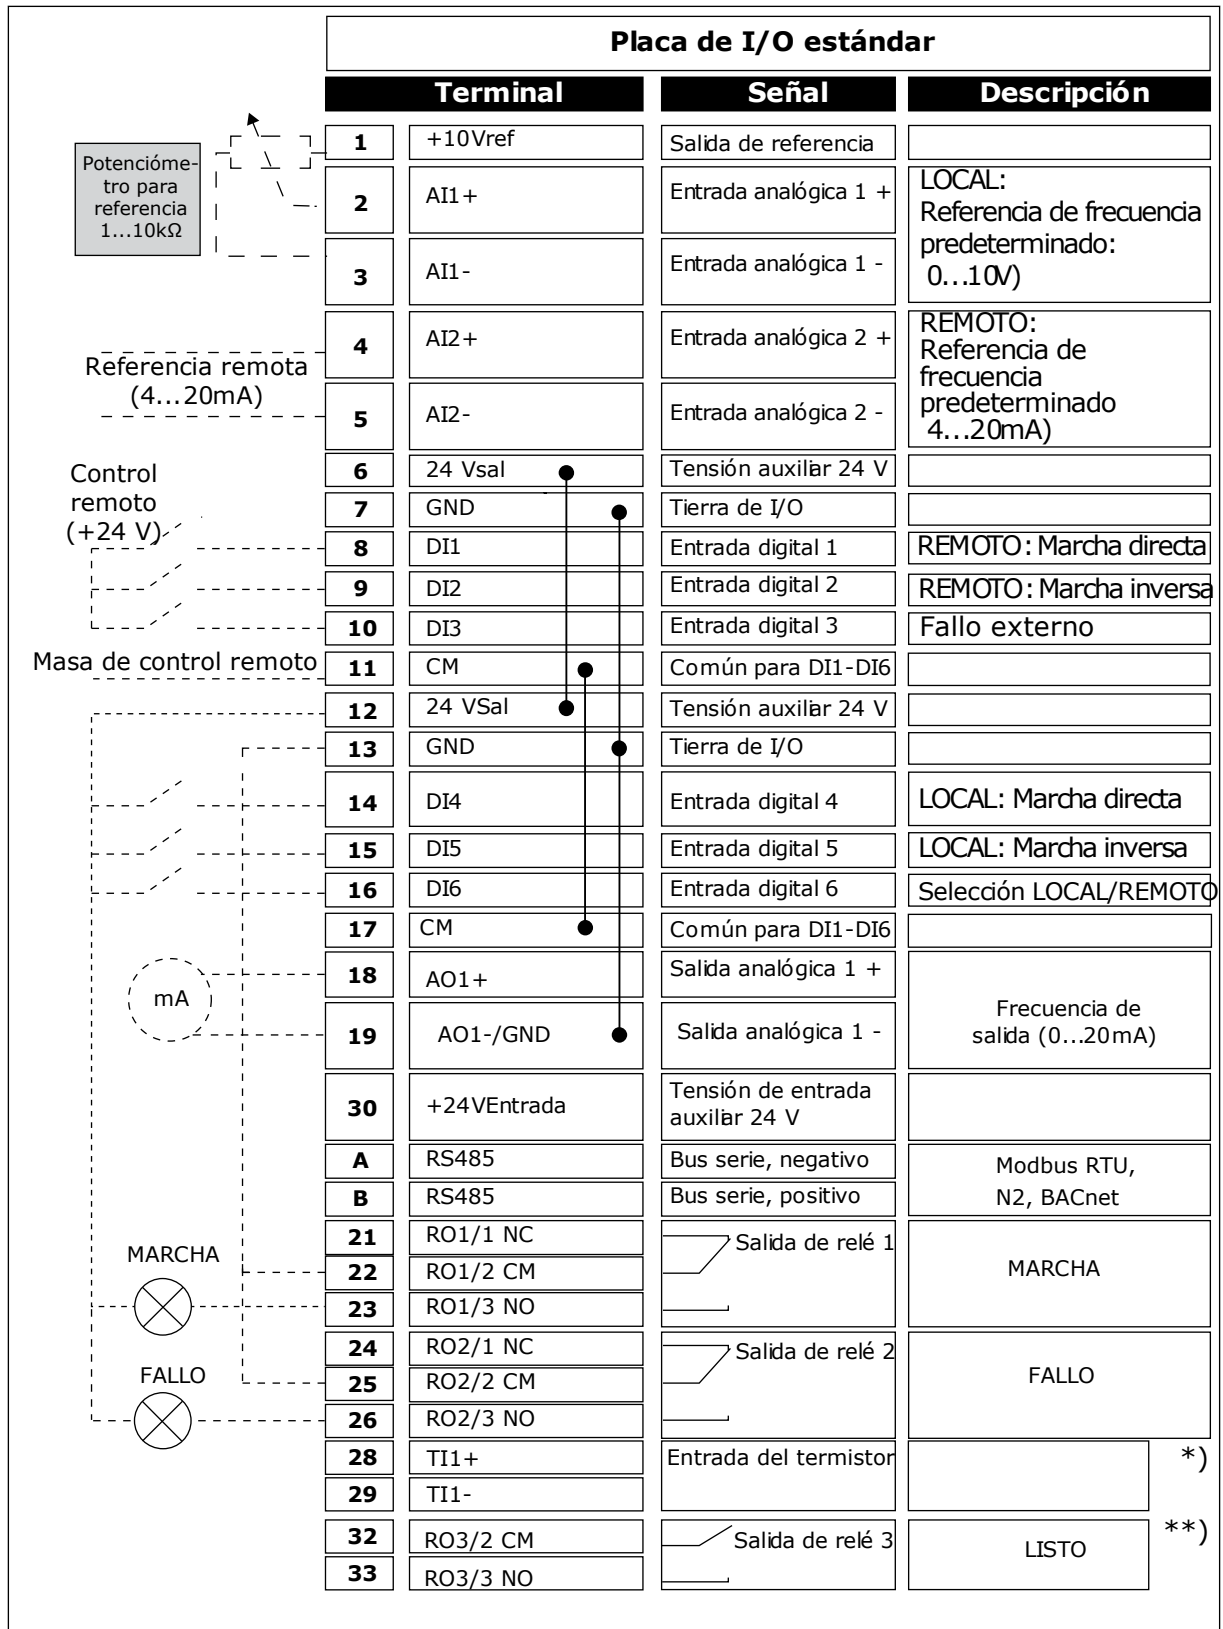 Placa de I/O estándar
Terminal Señal Descripción
Potencióme-
tro para
referencia
1...10kΩ
1 +10Vref Salida de referencia
2 AI1+ Entrada analógica 1 +
3 AI1- Entrada analógica 1 -
LOCAL:
Referencia de frecuencia
predeterminado:
0...10V)
Referencia remota
(4...20mA)
4 AI2+ Entrada analógica 2 +
5 AI2- Entrada analógica 2 -
REMOTO:
Referencia de
frecuencia
predeterminado
4...20mA)
Control
remoto
(+24 V)
6 24 Vsal Tensión auxiliar 24 V
7 GND Tierra de I/O
8 DI1 Entrada digital 1 REMOTO: Marcha directa
9 DI2 Entrada digital 2 REMOTO: Marcha inversa
10 DI3 Entrada digital 3 Fallo externo
Masa de control remoto
11 CM Común para DI1-DI6
12 24 VSal Tensión auxiliar 24 V
13 GND Tierra de I/O
14 DI4 Entrada digital 4 LOCAL: Marcha directa
15 DI5 Entrada digital 5 LOCAL: Marcha inversa
16 DI6 Entrada digital 6 Selección LOCAL/REMOTO
17 CM Común para DI1-DI6
mA
18 AO1+ Salida analógica 1 +
19 AO1-/GND Salida analógica 1 -
Frecuencia de
salida (0...20mA)
30 +24VEntrada Tensión de entrada
auxiliar 24 V
A RS485 Bus serie, negativo
B RS485 Bus serie, positivo
Modbus RTU,
N2, BACnet
MARCHA
21 RO1/1 NC Salida de relé 1
22 RO1/2 CM MARCHA
23 RO1/3 NO
FALLO
24 RO2/1 NC Salida de relé 2
25 RO2/2 CM FALLO
26 RO2/3 NO
28 TI1+ Entrada del termistor *)
29 TI1-
32 RO3/2 CM Salida de relé 3 LISTO **)
33 RO3/3 NO